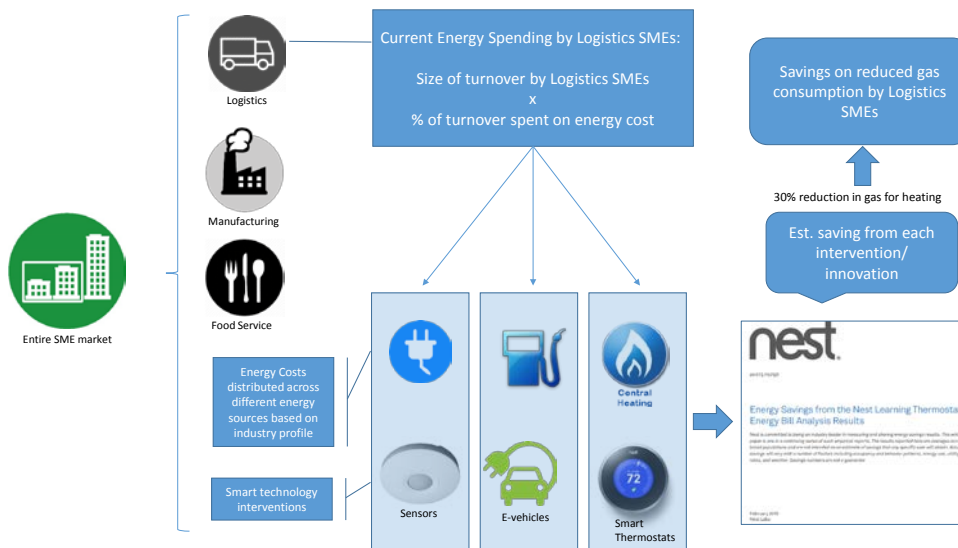 Logistics
Manufacturing
Food Service
Entire SME market
Current Energy Spending by Logistics SMEs:
Size of turnover by Logistics SMEs
x
% of turnover spent on energy cost
Savings on reduced gas
consumption by Logistics
SMEs
30% reduction in gas for heating
Est. saving from each
intervention/
innovation
Energy Costs
distributed across
different energy
sources based on
industry profile
Smart technology
interventions
Central
Heating
72
Sensors
E-vehicles
Smart
Thermostats
nest.
Energy Savings from the Nest Learning Thermosta
Energy Bill Analysis Results